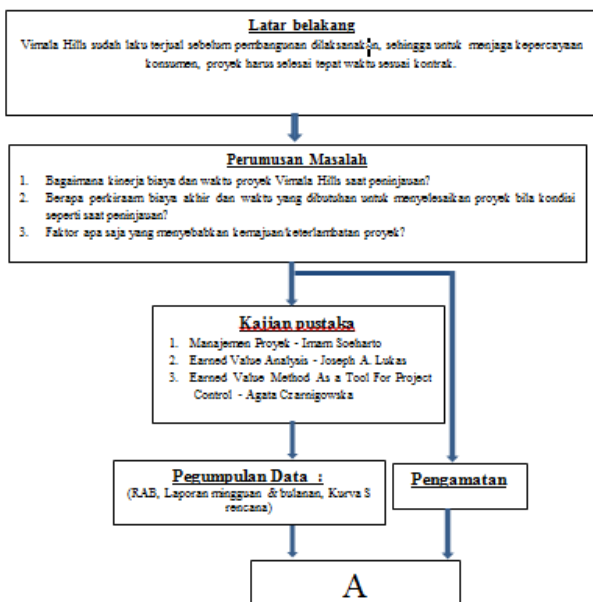 Latar belakang
Vimala Hills sudah laku terjual sebelum pembangunan dilaksanakan, sehingga untuk menjaga kepercayaan
konsumen, proyek harus selesai tepat waktu sesuai kontrak.
Perumusan Masalah
1. Bagaimana kinerja biaya dan waktu proyek Vimala Hills saat peninjauan?
2. Berapa perkiraam biaya akhir dan waktu yang dibutuhan untuk menyelesaikan proyek bila kondisi
seperti saat peninjauan?
3. Faktor apa saja yang menyebabkan kemajuan/keterlambatan proyek?
Kajian pustaka
1. Manajemen Proyek - Imam Soeharto
2. Earned Value Analysis - Joseph A. Lukas
3. Earned Value Method As a Tool For Project
Control - Agata Czarnigowska
Pegumpulan Data :
(RAB, Laporan mingguan & bulanan, Kurva S
rencana)
Pengamatan
A